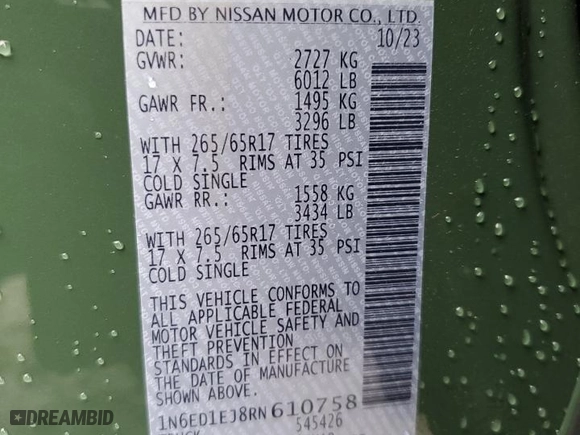 MFD BY NISSAN MOTOR CO., LTD.
DATE: 10/23
GVWR: 2727 KG
6012 LB
GAWR FR.: 1495 KG
3296 LB
WITH 265/65R17 TIRES
17 X 7.5 RIMS AT 35 PSI
COLD SINGLE
GAWR RR.: 1558 KG
3434 LB
WITH 265/65R17 TIRES
17 X 7.5 RIMS AT 35 PSI
COLD SINGLE
THIS VEHICLE CONFORMS TO
ALL APPLICABLE FEDERAL
MOTOR VEHICLE SAFETY AND
THEFT PREVENTION
STANDARDS IN EFFECT ON
THE DATE OF MANUFACTURE
SHOWN ABOVE.
1N6ED1EJ8RN610758
545426
DREAMBID